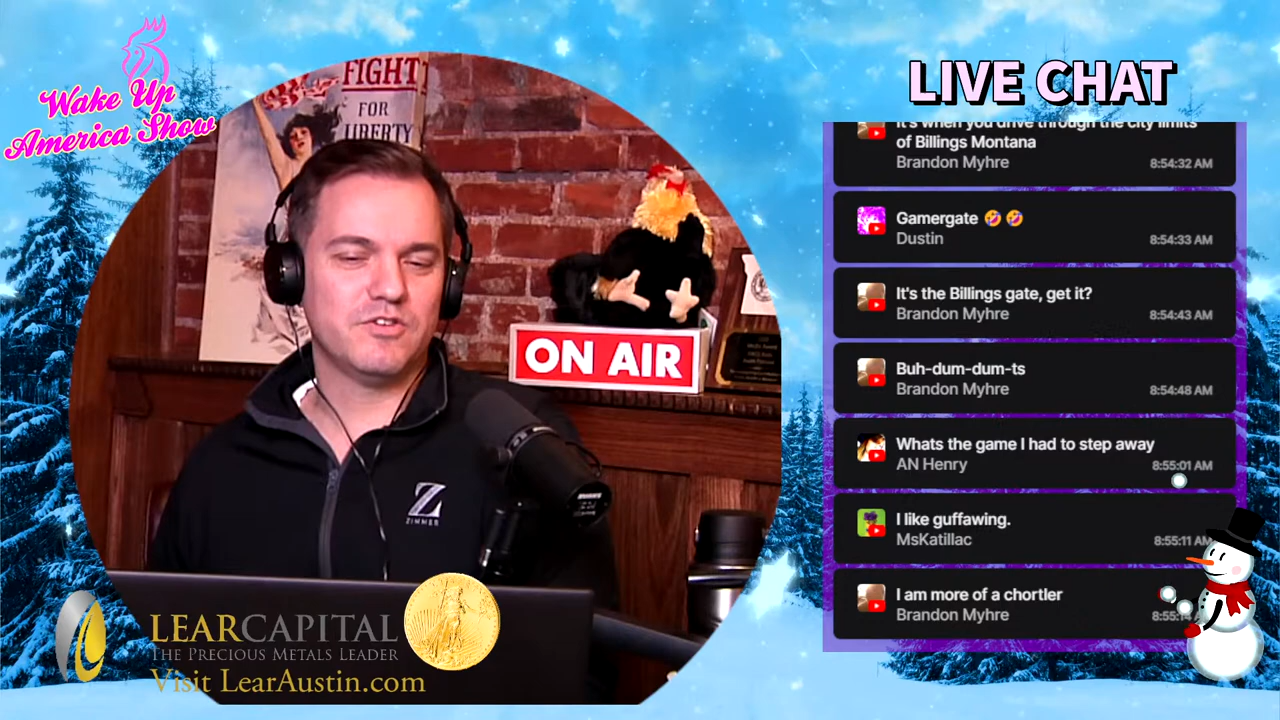 Wake Up
America Show
FIGHT
FOR
LIBERTY
ON AIR
Z
ZIMMER
LEARCAPITAL
THE PRECIOUS METALS LEADER
Visit LearAustin.com
LIVE CHAT
It's when you drive through the city limits
of Billings Montana
Brandon Myhre
8:54:32 AM
Gamergate 🤣🤣
Dustin
8:54:33 AM
It's the Billings gate, get it?
Brandon Myhre
8:54:43 AM
Buh-dum-dum-ts
Brandon Myhre
8:54:48 AM
Whats the game I had to step away
AN Henry
8:55:01 AM
I like guffawing.
MsKatillac
8:55:11 AM
I am more of a chortler
Brandon Myhre